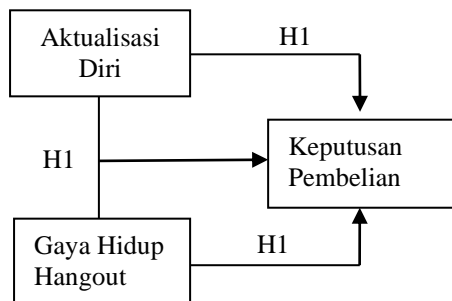 Aktualisasi
Diri
H1
H1
Keputusan
Pembelian
Gaya Hidup
Hangout
H1